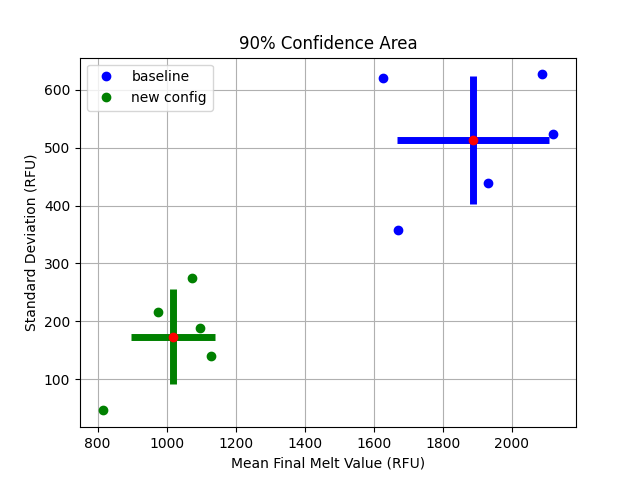 90% Confidence Area
baseline
new config
600
500
400
300
200
100
Standard Deviation (RFU)
800 1000 1200 1400 1600 1800 2000
Mean Final Melt Value (RFU)